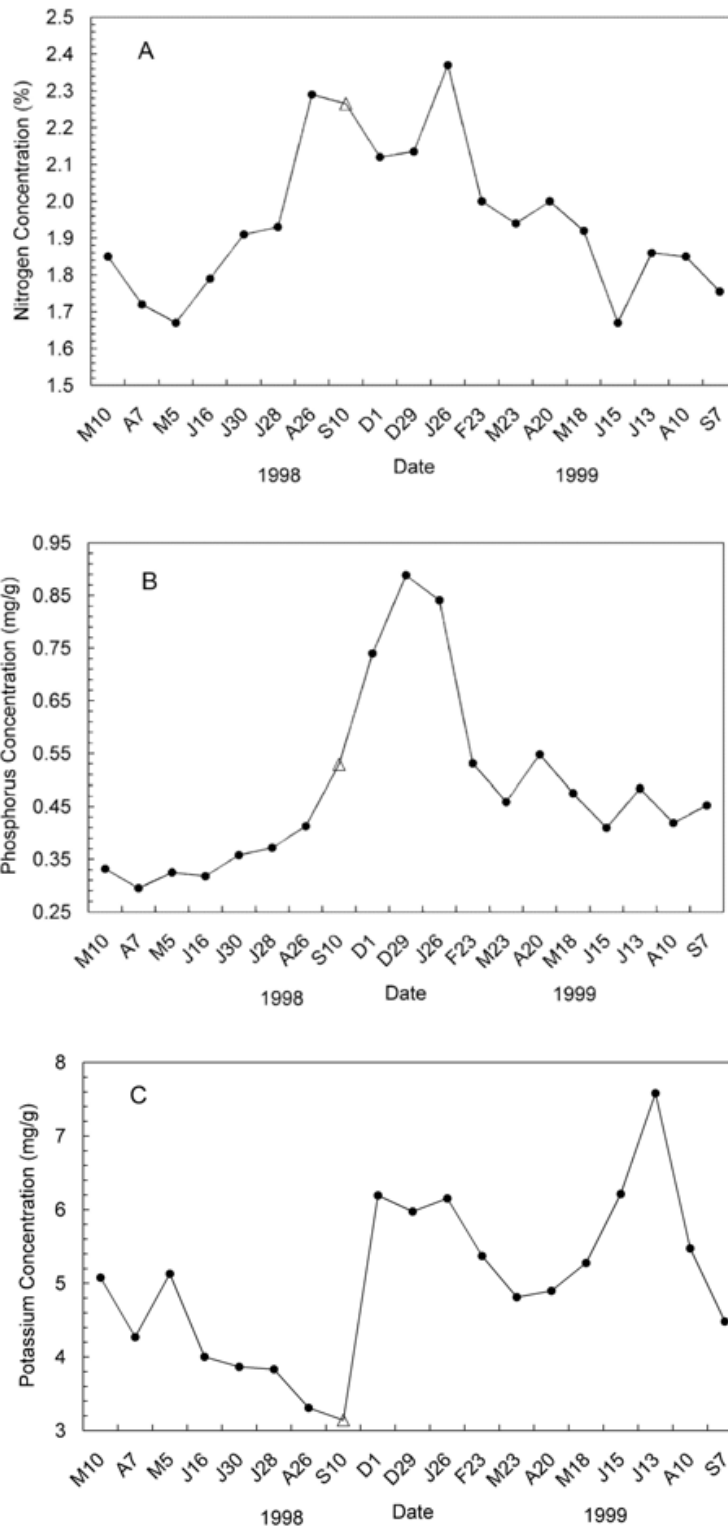 A
Nitrogen Concentration (%)
2.5
2.4
2.3
2.2
2.1
2.0
1.9
1.8
1.7
1.6
1.5
M10 A7 M5 J16 J30 J28 A26 S10 D1 D29 J26 F23 M23 A20 M18 J15 J13 A10 S7
1998 Date 1999
B
Phosphorus Concentration (mg/g)
0.95
0.85
0.75
0.65
0.55
0.45
0.35
0.25
M10 A7 M5 J16 J30 J28 A26 S10 D1 D29 J26 F23 M23 A20 M18 J15 J13 A10 S7
1998 Date 1999
C
Potassium Concentration (mg/g)
8
7
6
5
4
3
M10 A7 M5 J16 J30 J28 A26 S10 D1 D29 J26 F23 M23 A20 M18 J15 J13 A10 S7
1998 Date 1999